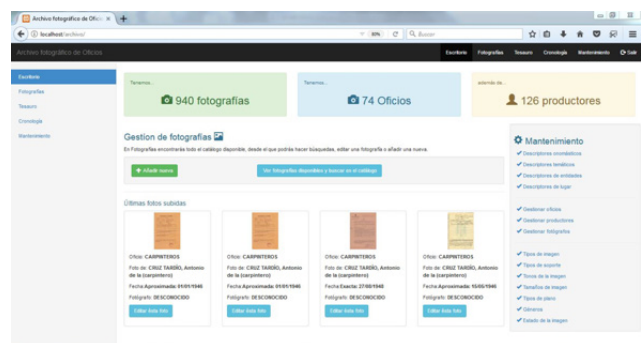 Archivo fotográfico de Ofici
localhost/archivo/
80%
Buscar
Archivo fotográfico de Oficios
Escritorio Fotografías Tesauro Cronología Mantenimiento Salir
Escritorio
Fotografías
Tesauro
Cronología
Mantenimiento
Tenemos...
940 fotografías
Tenemos...
74 Oficios
además de...
126 productores
Gestion de fotografías
En Fotografías encontrarás todo el catálogo disponible, desde el que podrás hacer búsquedas, editar una fotografía o añadir una nueva.
Añadir nueva
Ver fotografías disponibles y buscar en el catálogo
Últimas fotos subidas
Oficio: CARPINTEROS
Foto de: CRUZ TARDÍO, Antonio de la (carpintero)
Fecha Aproximada: 01/01/1946
Fotógrafo: DESCONOCIDO
Editar ésta foto
Oficio: CARPINTEROS
Foto de: CRUZ TARDÍO, Antonio de la (carpintero)
Fecha Aproximada: 01/01/1946
Fotógrafo: DESCONOCIDO
Editar ésta foto
Oficio: CARPINTEROS
Foto de: CRUZ TARDÍO, Antonio de la (carpintero)
Fecha Exacta: 27/08/1948
Fotógrafo: DESCONOCIDO
Editar ésta foto
Oficio: CARPINTEROS
Foto de: CRUZ TARDÍO, Antonio de la (carpintero)
Fecha Aproximada: 15/05/1946
Fotógrafo: DESCONOCIDO
Editar ésta foto
Mantenimiento
Descriptores onomásticos
Descriptores temáticos
Descriptores de entidades
Descriptores de lugar
Gestionar oficios
Gestionar productores
Gestionar fotógrafos
Tipos de imagen
Tipos de soporte
Tonos de la imagen
Tamaños de imagen
Tipos de plano
Géneros
Estado de la imagen